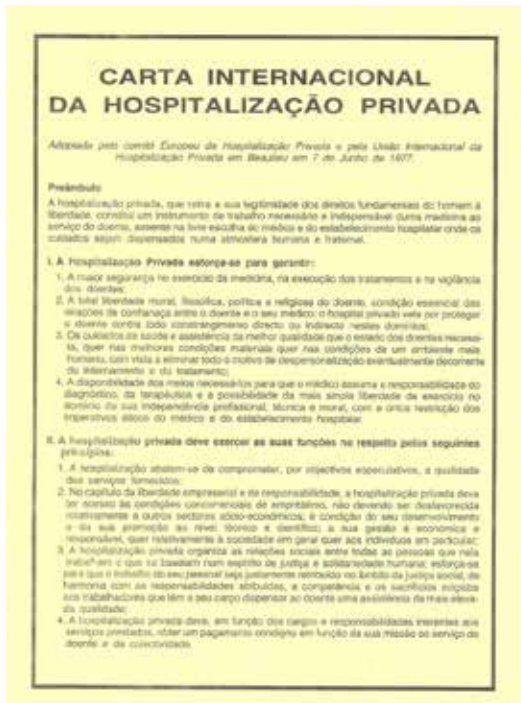 CARTA INTERNACIONAL
DA HOSPITALIZAÇÃO PRIVADA
Adoptada pelo comité Europeu de Hospitalização Privada e pela União Internacional da
Hospitalização Privada em Beaulieu em 7 de Junho de
Preâmbulo
A hospitalização privada, que retira a sua legitimidade dos direitos fundamentais do homem à
liberdade, constitui um instrumento de trabalho necessário e indispensável duma medicina ao
serviço do doente, assente na livre escolha do médico e do estabelecimento hospitalar onde os
cuidados sejam dispensados numa atmosfera humana e fraternal.
I. A Hospitalização Privada esforça-se para garantir:
1. A maior segurança no exercício da medicina, na execução dos tratamentos e na vigilância
dos doentes;
2. A total liberdade moral, filosófica, política e religiosa do doente, condição essencial das
relações de confiança entre o doente e o seu médico; o hospital privado vela por proteger
o doente contra todo constrangimento directo ou indirecto nestes domínios;
3. Os cuidados de saúde e assistência da melhor qualidade que o estado dos doentes necessi-
ta, quer nas melhores condições materiais quer nas condições de um ambiente mais
humano, com vista a eliminar todo o motivo de despersonalização eventualmente decorrente
do internamento e do tratamento;
4. A disponibilidade dos meios necessários para que o médico assuma a responsabilidade do
diagnóstico, da terapêutica e a possibilidade da mais ampla liberdade de exercício no
domínio da sua independência profissional, técnica e moral, com a única restrição dos
imperativos éticos do médico e do estabelecimento hospitalar.
II. A hospitalização privada deve exercer as suas funções no respeito pelos seguintes
princípios:
1. A hospitalização abstem-se de comprometer, por objectivos especulativos, a qualidade
dos serviços fornecidos;
2. No capítulo da liberdade empresarial e da responsabilidade, a hospitalização privada deva
ter acesso às condições concorrenciais de empréstimo, não devendo ser desfavorecida
relativamente a outros sectores sócio-económicos; é condição do seu desenvolvimento
e da sua promoção ao nível técnico e científico; a sua gestão é económica e
responsável, quer relativamente à sociedade em geral quer aos indivíduos em particular;
3. A hospitalização privada organiza as relações sociais entre todas as pessoas que nela
trabalham e que se baseiam num espírito de justiça e solidariedade humana; esforça-se
para que o trabalho do seu pessoal seja justamente retribuído no âmbito da justiça social, de
harmonia com as responsabilidades atribuídas, a competência e os sacrifícios exigidos
aos trabalhadores que têm a seu cargo dispensar ao doente uma assistência da mais eleva-
da qualidade;
4. A hospitalização privada deve, em função dos cargos e responsabilidades inerentes aos
serviços prestados, obter um pagamento condigno em função da sua missão ao serviço do
doente e da colectividade.